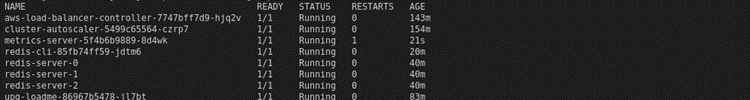 NAME READY STATUS RESTARTS AGE
aws-load-balancer-controller-7747bff7d9-hjq2v 1/1 Running 0 143m
cluster-autoscaler-5499c65564-czrp7 1/1 Running 0 154m
metrics-server-5f4b6b9889-8d4wk 1/1 Running 1 21s
redis-cli-85fb74ff59-jdtm6 1/1 Running 0 20m
redis-server-0 1/1 Running 0 40m
redis-server-1 1/1 Running 0 40m
redis-server-2 1/1 Running 0 40m
upg-loadme-86967b5478-jl7bt 1/1 Running 0 83m